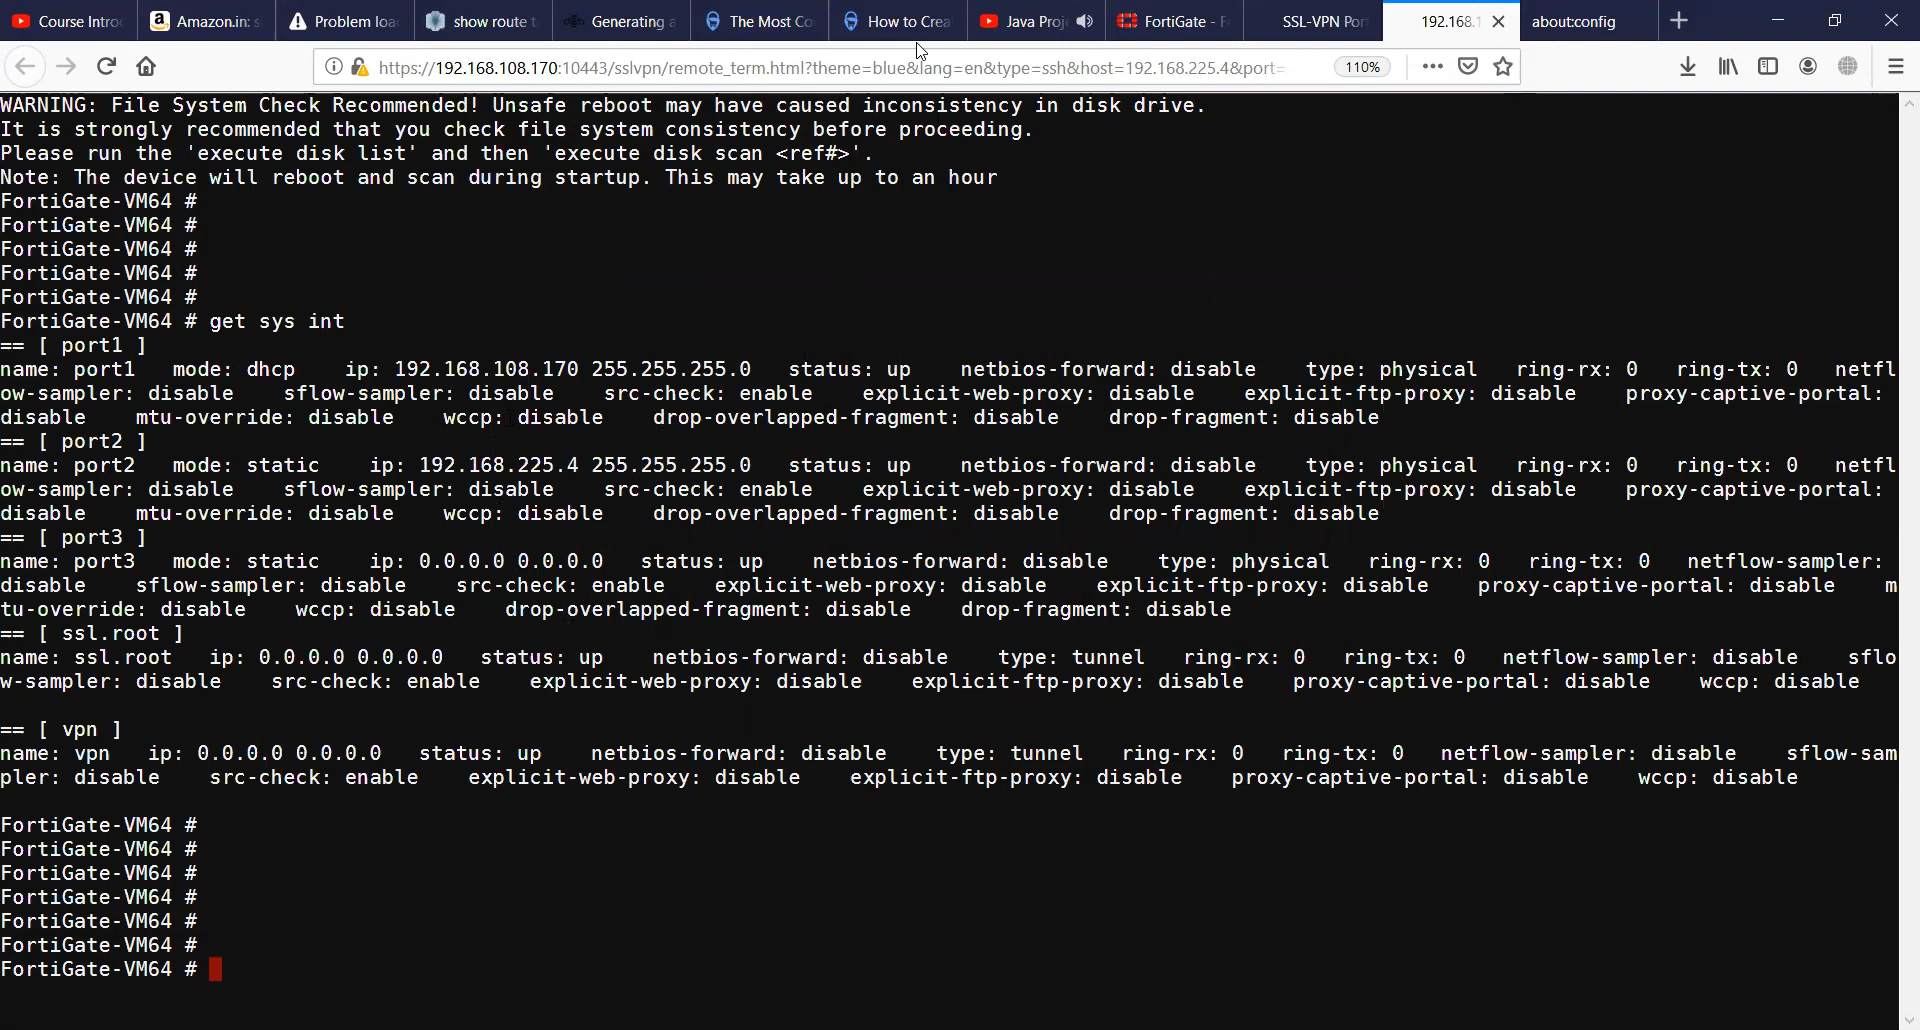 Course Intro
Amazon.in: s
Problem loa
show route t
Generating a
The Most Co
How to Crea
Java Proj
FortiGate - F
SSL-VPN Por
192.168.1
about:config
https://192.168.108.170:10443/sslvpn/remote_term.html?theme=blue&lang=en&type=ssh&host=192.168.225.4&port=
110%
WARNING: File System Check Recommended! Unsafe reboot may have caused inconsistency in disk drive.
It is strongly recommended that you check file system consistency before proceeding.
Please run the 'execute disk list' and then 'execute disk scan <ref#>'.
Note: The device will reboot and scan during startup. This may take up to an hour
FortiGate-VM64 #
FortiGate-VM64 #
FortiGate-VM64 #
FortiGate-VM64 #
FortiGate-VM64 #
FortiGate-VM64 # get sys int
== [ port1 ]
name: port1   mode: dhcp    ip: 192.168.108.170 255.255.255.0   status: up    netbios-forward: disable    type: physical   ring-rx: 0   ring-tx: 0   netfl
ow-sampler: disable    sflow-sampler: disable    src-check: enable    explicit-web-proxy: disable    explicit-ftp-proxy: disable    proxy-captive-portal:
disable    mtu-override: disable    wccp: disable    drop-overlapped-fragment: disable    drop-fragment: disable
== [ port2 ]
name: port2   mode: static    ip: 192.168.225.4 255.255.255.0   status: up    netbios-forward: disable    type: physical   ring-rx: 0   ring-tx: 0   netfl
ow-sampler: disable    sflow-sampler: disable    src-check: enable    explicit-web-proxy: disable    explicit-ftp-proxy: disable    proxy-captive-portal:
disable    mtu-override: disable    wccp: disable    drop-overlapped-fragment: disable    drop-fragment: disable
== [ port3 ]
name: port3   mode: static    ip: 0.0.0.0 0.0.0.0   status: up    netbios-forward: disable    type: physical   ring-rx: 0   ring-tx: 0   netflow-sampler:
disable    sflow-sampler: disable    src-check: enable    explicit-web-proxy: disable    explicit-ftp-proxy: disable    proxy-captive-portal: disable    m
tu-override: disable    wccp: disable    drop-overlapped-fragment: disable    drop-fragment: disable
== [ ssl.root ]
name: ssl.root   ip: 0.0.0.0 0.0.0.0   status: up    netbios-forward: disable    type: tunnel   ring-rx: 0   ring-tx: 0   netflow-sampler: disable    sflo
w-sampler: disable    src-check: enable    explicit-web-proxy: disable    explicit-ftp-proxy: disable    proxy-captive-portal: disable    wccp: disable
== [ vpn ]
name: vpn   ip: 0.0.0.0 0.0.0.0   status: up    netbios-forward: disable    type: tunnel   ring-rx: 0   ring-tx: 0   netflow-sampler: disable    sflow-sam
pler: disable    src-check: enable    explicit-web-proxy: disable    explicit-ftp-proxy: disable    proxy-captive-portal: disable    wccp: disable
FortiGate-VM64 #
FortiGate-VM64 #
FortiGate-VM64 #
FortiGate-VM64 #
FortiGate-VM64 #
FortiGate-VM64 #
FortiGate-VM64 #